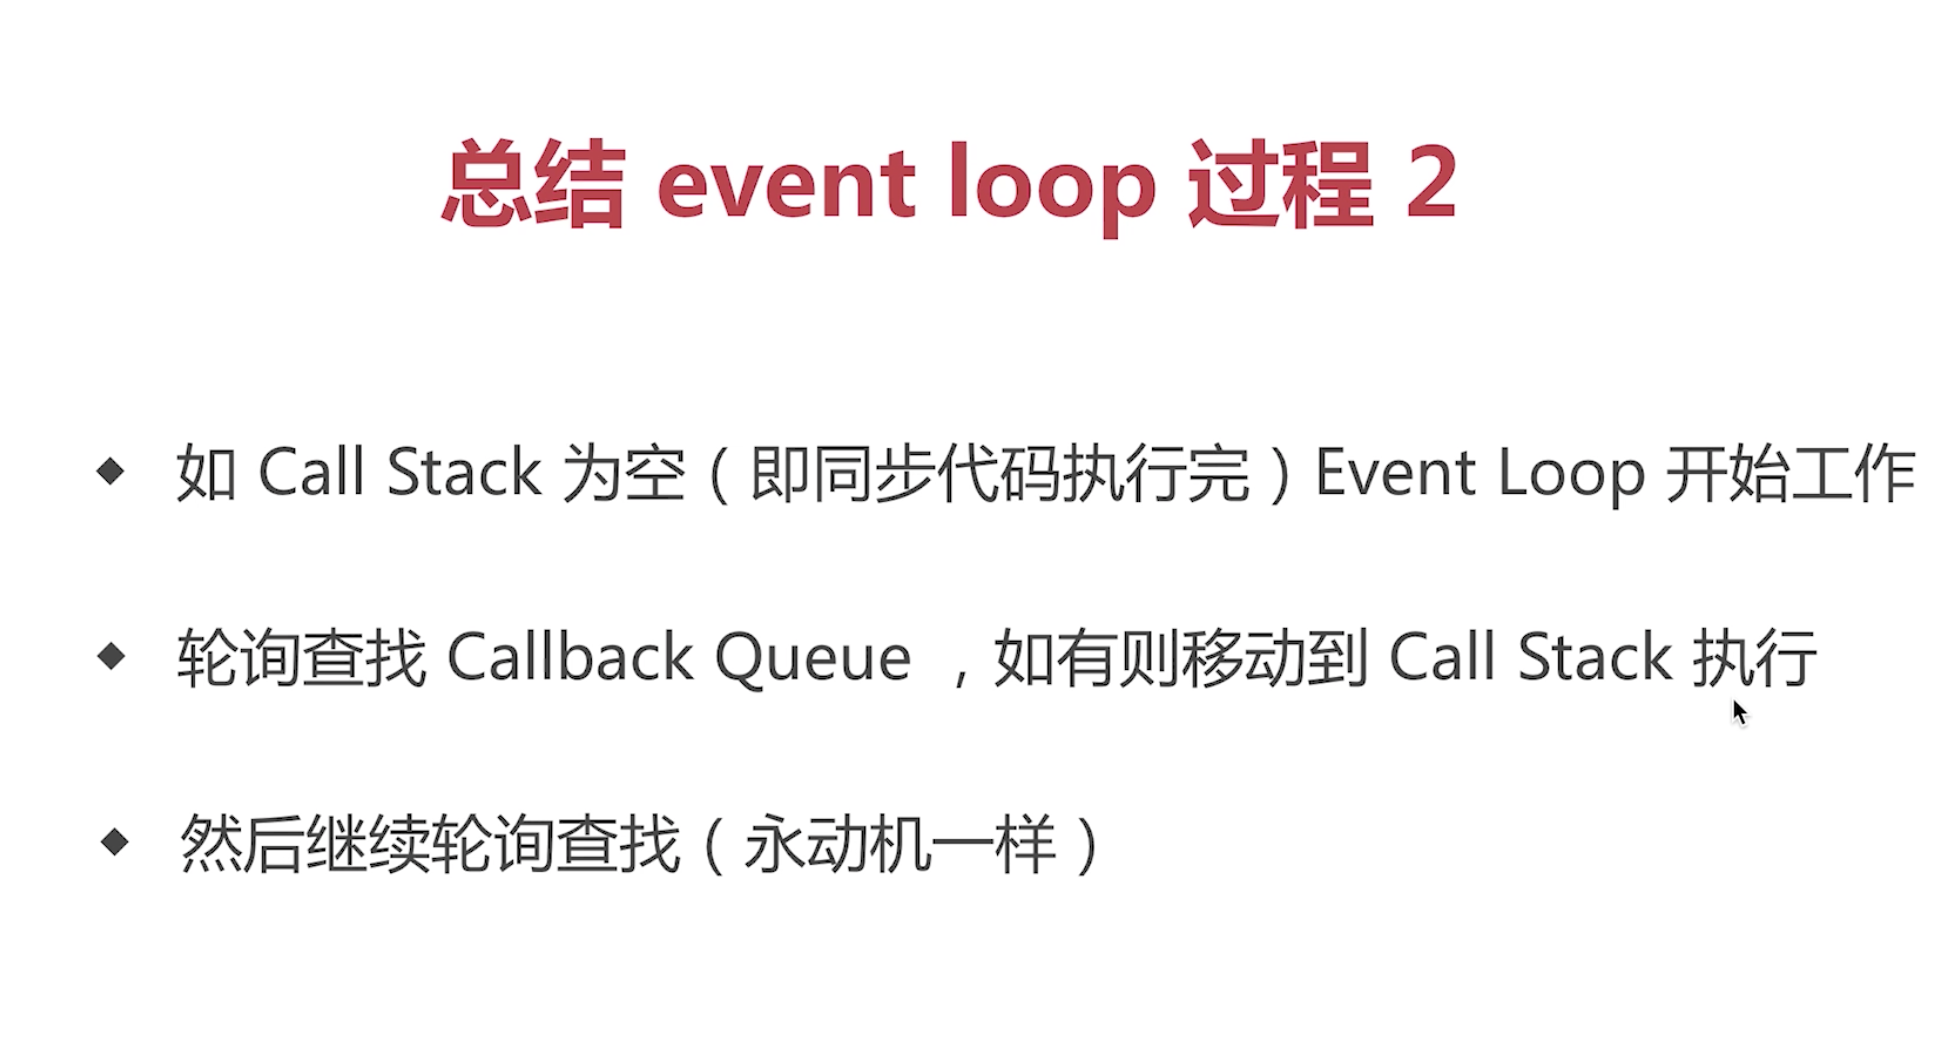 总结 event loop 过程 2
◆ 如 Call Stack 为空（即同步代码执行完）Event Loop 开始工作
◆ 轮询查找 Callback Queue ，如有则移动到 Call Stack 执行
◆ 然后继续轮询查找（永动机一样）